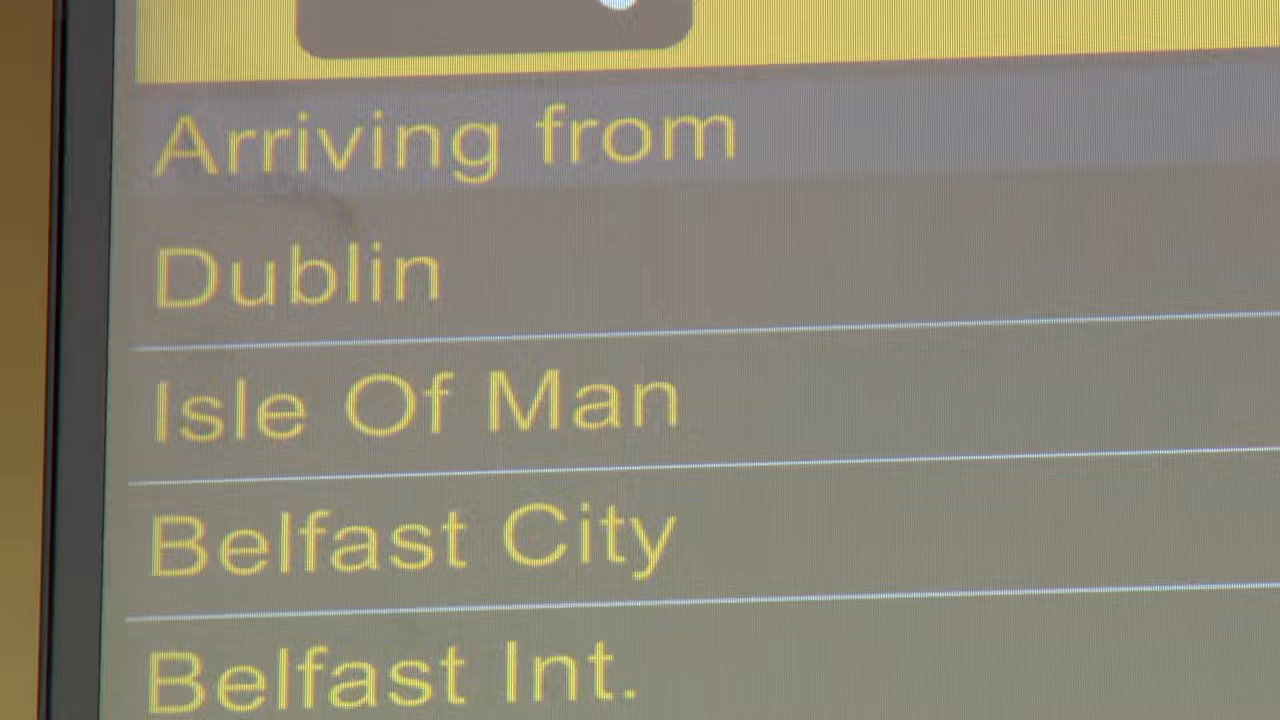 Arriving from
Dublin
Isle Of Man
Belfast City
Belfast Int.